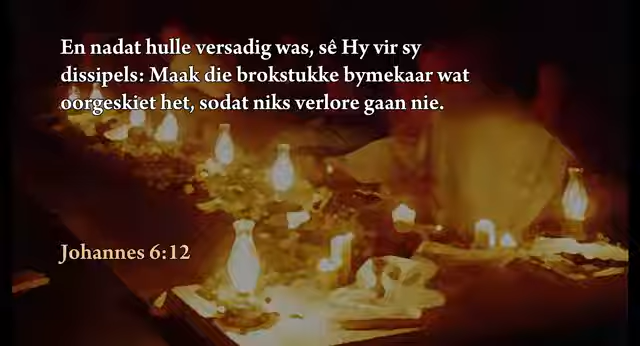 En nadat hulle versadig was, sê Hy vir sy
dissipels: Maak die brokstukke bymekaar wat
oorgeskiet het, sodat niks verlore gaan nie.
Johannes 6:12